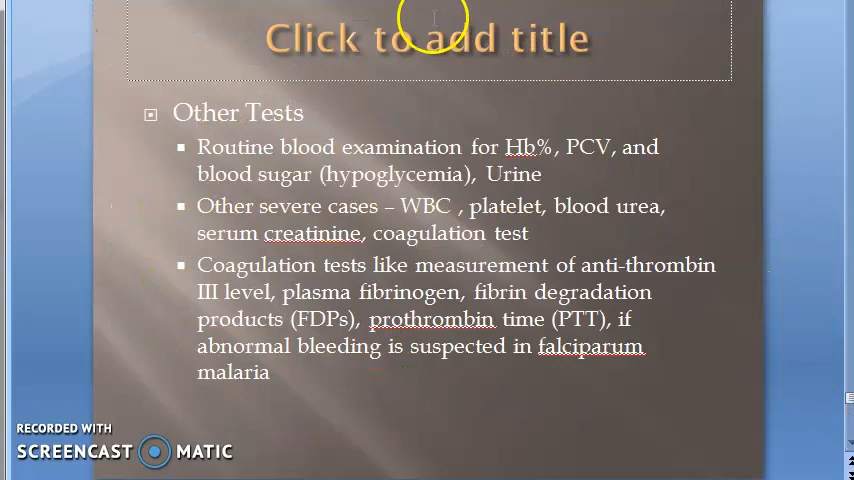 Click to add title
Other Tests
Routine blood examination for Hb%, PCV, and
blood sugar (hypoglycemia), Urine
Other severe cases – WBC , platelet, blood urea,
serum creatinine, coagulation test
Coagulation tests like measurement of anti-thrombin
III level, plasma fibrinogen, fibrin degradation
products (FDPs), prothrombin time (PTT), if
abnormal bleeding is suspected in falciparum
malaria
RECORDED WITH
SCREENCAST MATIC